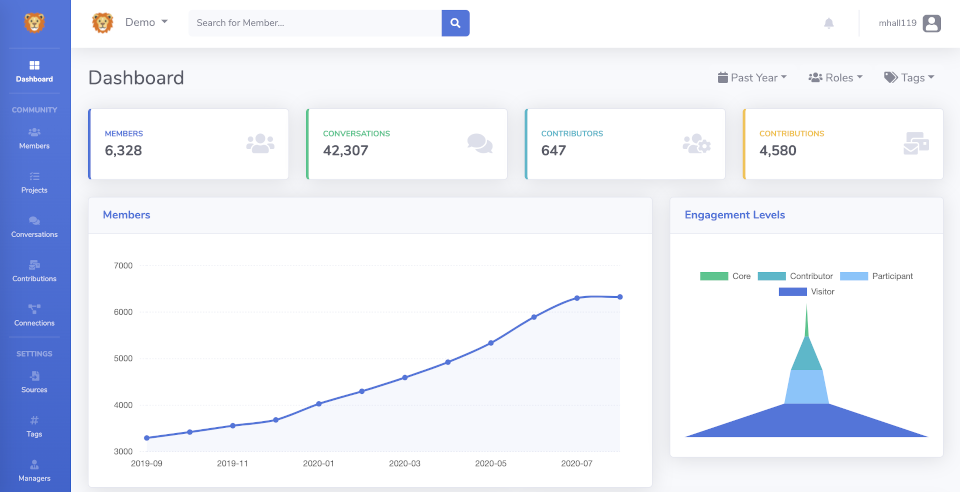 Demo
Search for Member...
mhall119
Dashboard
COMMUNITY
Members
Projects
Conversations
Contributions
Connections
SETTINGS
Sources
Tags
Managers
Dashboard
Past Year
Roles
Tags
MEMBERS
6,328
CONVERSATIONS
42,307
CONTRIBUTORS
647
CONTRIBUTIONS
4,580
Members
7000
6000
5000
4000
3000
2019-09 2019-11 2020-01 2020-03 2020-05 2020-07
Engagement Levels
Core Contributor Participant
Visitor